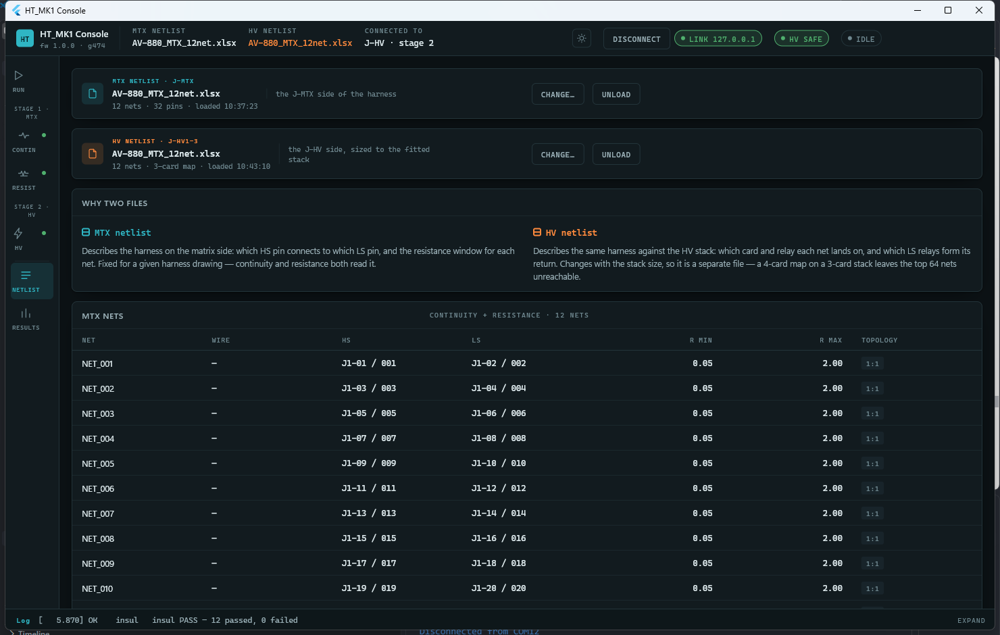 HT_MK1 Console
HT
HT_MK1 Console
fw 1.0.0 · g474
MTX NETLIST
AV-880_MTX_12net.xlsx
HV NETLIST
AV-880_MTX_12net.xlsx
CONNECTED TO
J-HV · stage 2
DISCONNECT
LINK 127.0.0.1
HV SAFE
IDLE
RUN
STAGE 1 ·
MTX
CONTIN
RESIST
STAGE 2 ·
HV
HV
NETLIST
RESULTS
MTX NETLIST · J-MTX
AV-880_MTX_12net.xlsx
12 nets · 32 pins · loaded 10:37:23
the J-MTX side of the harness
CHANGE…
UNLOAD
HV NETLIST · J-HV1-3
AV-880_MTX_12net.xlsx
12 nets · 3-card map · loaded 10:43:10
the J-HV side, sized to the fitted
stack
CHANGE…
UNLOAD
WHY TWO FILES
MTX netlist
Describes the harness on the matrix side: which HS pin connects to which LS pin, and the resistance window for each
net. Fixed for a given harness drawing — continuity and resistance both read it.
HV netlist
Describes the same harness against the HV stack: which card and relay each net lands on, and which LS relays form its
return. Changes with the stack size, so it is a separate file — a 4-card map on a 3-card stack leaves the top 64 nets
unreachable.
MTX NETS
CONTINUITY + RESISTANCE · 12 NETS
NET WIRE HS LS R MIN R MAX TOPOLOGY
NET_001 — J1-01 / 001 J1-02 / 002 0.05 2.00 1:1
NET_002 — J1-03 / 003 J1-04 / 004 0.05 2.00 1:1
NET_003 — J1-05 / 005 J1-06 / 006 0.05 2.00 1:1
NET_004 — J1-07 / 007 J1-08 / 008 0.05 2.00 1:1
NET_005 — J1-09 / 009 J1-10 / 010 0.05 2.00 1:1
NET_006 — J1-11 / 011 J1-12 / 012 0.05 2.00 1:1
NET_007 — J1-13 / 013 J1-14 / 014 0.05 2.00 1:1
NET_008 — J1-15 / 015 J1-16 / 016 0.05 2.00 1:1
NET_009 — J1-17 / 017 J1-18 / 018 0.05 2.00 1:1
NET_010 — J1-19 / 019 J1-20 / 020 0.05 2.00 1:1
Log [ 5.870] OK insul insul PASS — 12 passed, 0 failed
EXPAND
Timeline
Disconnected from COM12